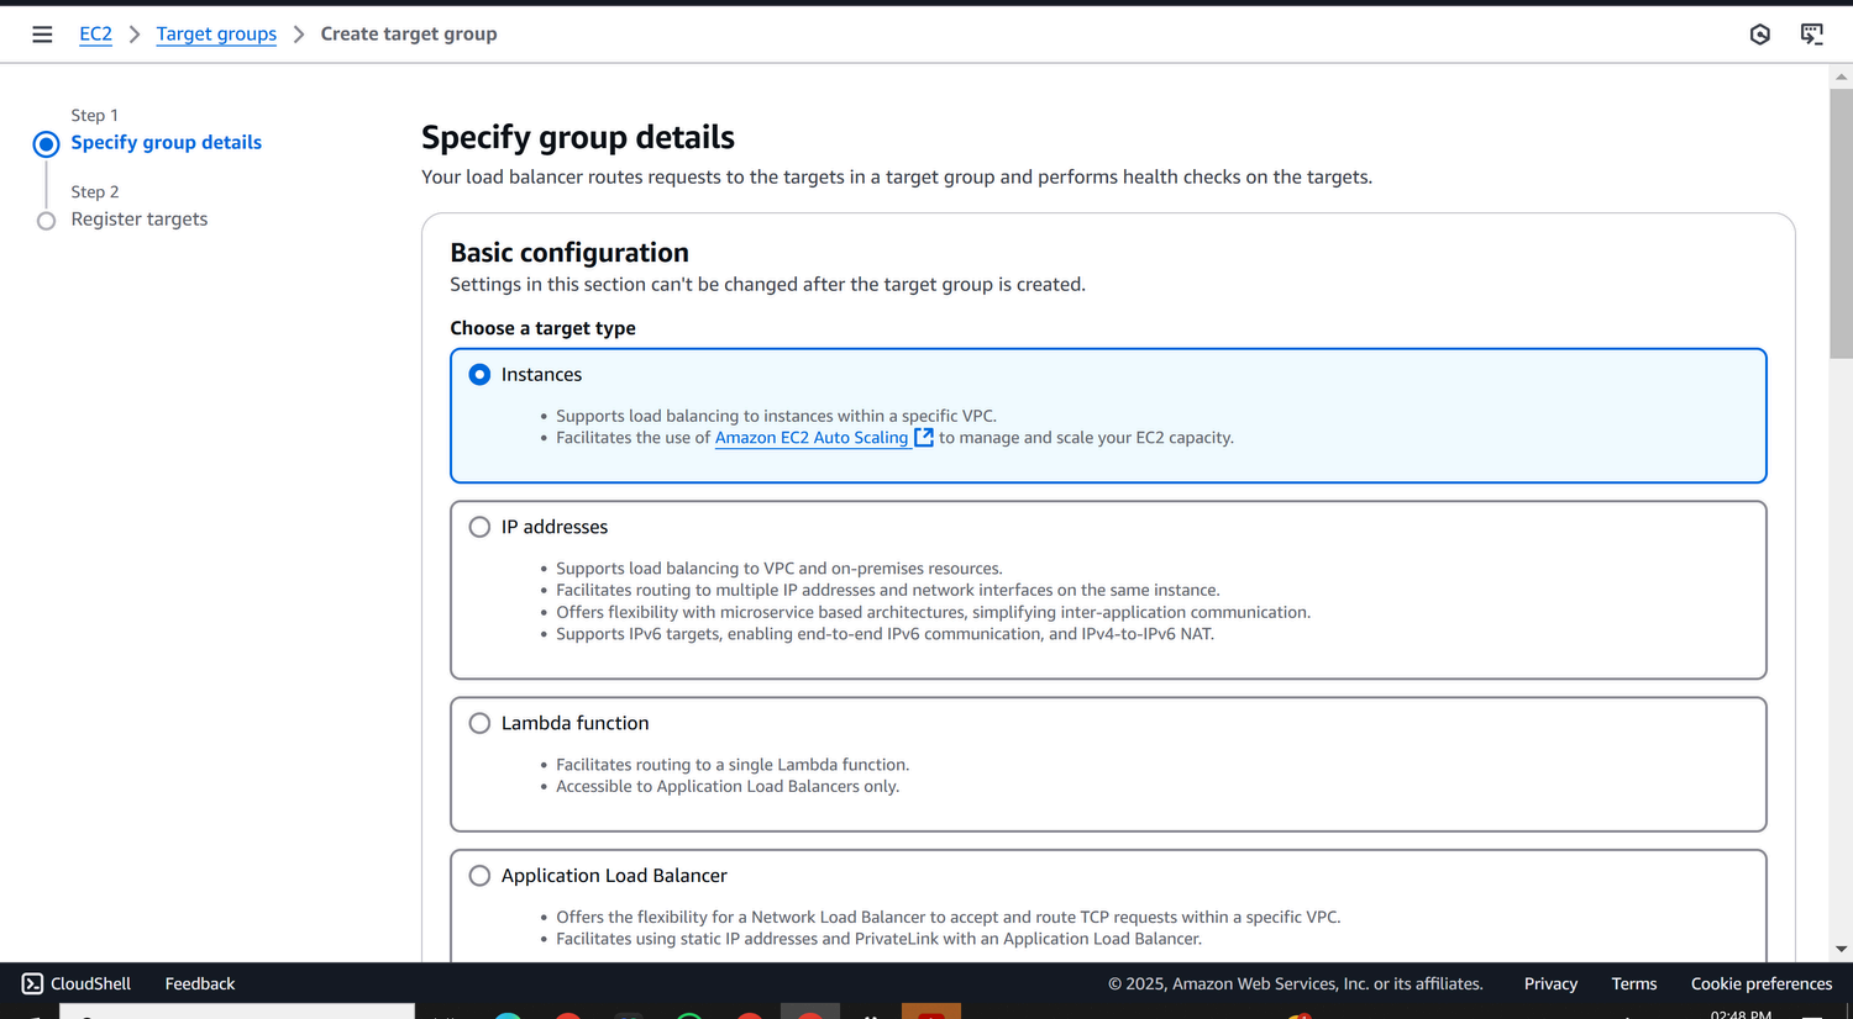 EC2 > Target groups > Create target group
Step 1
Specify group details
Step 2
Register targets
Specify group details
Your load balancer routes requests to the targets in a target group and performs health checks on the targets.
Basic configuration
Settings in this section can't be changed after the target group is created.
Choose a target type
Instances
• Supports load balancing to instances within a specific VPC.
• Facilitates the use of Amazon EC2 Auto Scaling to manage and scale your EC2 capacity.
IP addresses
• Supports load balancing to VPC and on-premises resources.
• Facilitates routing to multiple IP addresses and network interfaces on the same instance.
• Offers flexibility with microservice based architectures, simplifying inter-application communication.
• Supports IPv6 targets, enabling end-to-end IPv6 communication, and IPv4-to-IPv6 NAT.
Lambda function
• Facilitates routing to a single Lambda function.
• Accessible to Application Load Balancers only.
Application Load Balancer
• Offers the flexibility for a Network Load Balancer to accept and route TCP requests within a specific VPC.
• Facilitates using static IP addresses and PrivateLink with an Application Load Balancer.
CloudShell Feedback © 2025, Amazon Web Services, Inc. or its affiliates. Privacy Terms Cookie preferences
02:48 PM